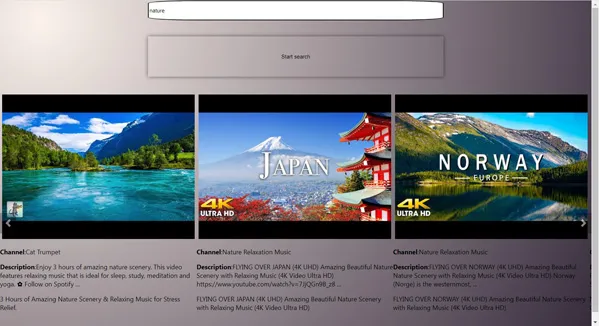 nature
Start search
JAPAN
4K
ULTRA HD
NORWAY
EUROPE
4K
ULTRA HD
Channel:Cat Trumpet
Description:Enjoy 3 hours of amazing nature scenery. This video
features relaxing music that is ideal for sleep, study, meditation and
yoga. ✿ Follow on Spotify ...
3 Hours of Amazing Nature Scenery & Relaxing Music for Stress
Relief.
Channel:Nature Relaxation Music
Description:FLYING OVER JAPAN (4K UHD) Amazing Beautiful Nature
Scenery with Relaxing Music (4K Video Ultra HD)
https://www.youtube.com/watch?v=
FLYING OVER JAPAN (4K UHD) Amazing Beautiful Nature Scenery
with Relaxing Music (4K Video Ultra HD)
Channel:Nature Relaxation Music
Description:FLYING OVER NORWAY (4K UHD) Amazing Beautiful
Nature Scenery with Relaxing Music (4K Video Ultra HD) Norway
(Norge) is the westernmost, ...
FLYING OVER NORWAY (4K UHD) Amazing Beautiful Nature
Scenery with Relaxing Music (4K Video Ultra HD)